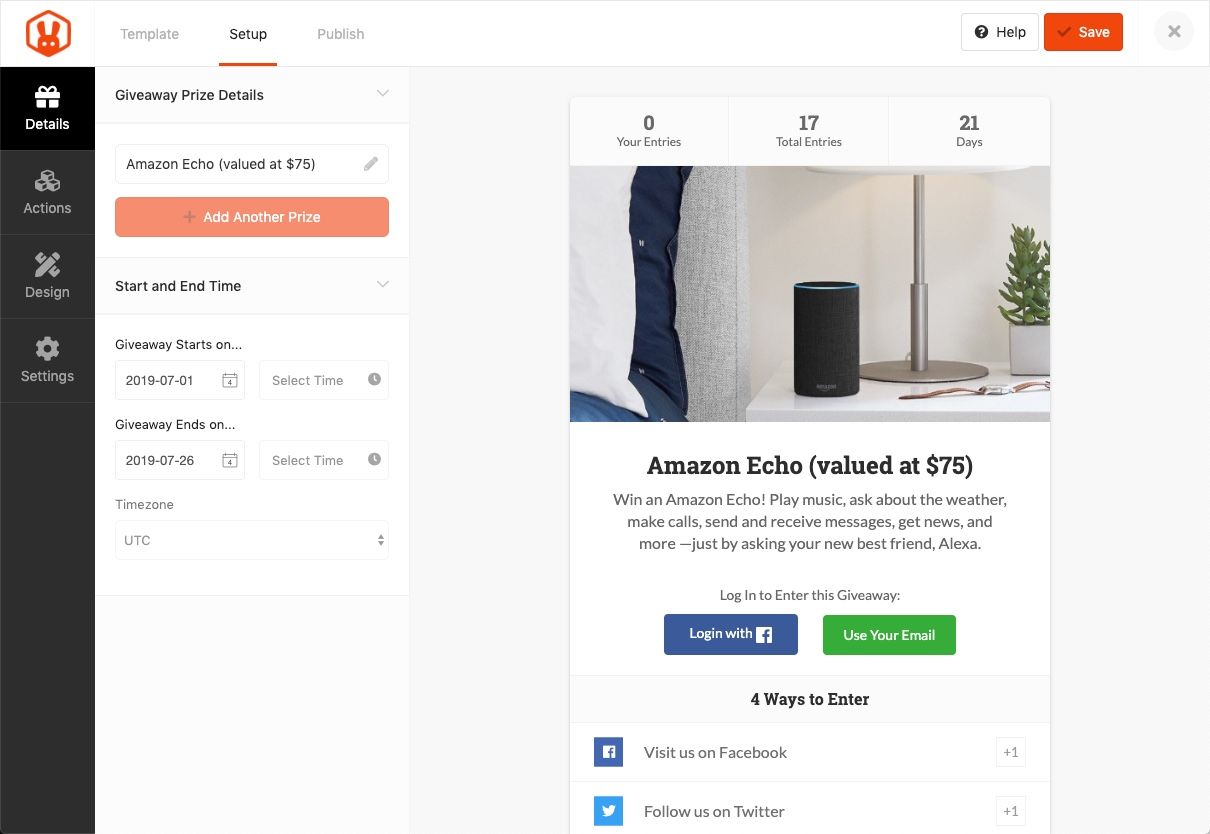 Template
Setup
Publish
Help
Save
Details
Actions
Design
Settings
Giveaway Prize Details
Amazon Echo (valued at $75)
+ Add Another Prize
Start and End Time
Giveaway Starts on...
2019-07-01
4
Select Time
Giveaway Ends on...
2019-07-26
4
Select Time
Timezone
UTC
0
Your Entries
17
Total Entries
21
Days
amazon
Amazon Echo (valued at $75)
Win an Amazon Echo! Play music, ask about the weather,
make calls, send and receive messages, get news, and
more —just by asking your new best friend, Alexa.
Log In to Enter this Giveaway:
Login with
Use Your Email
4 Ways to Enter
Visit us on Facebook
+1
Follow us on Twitter
+1